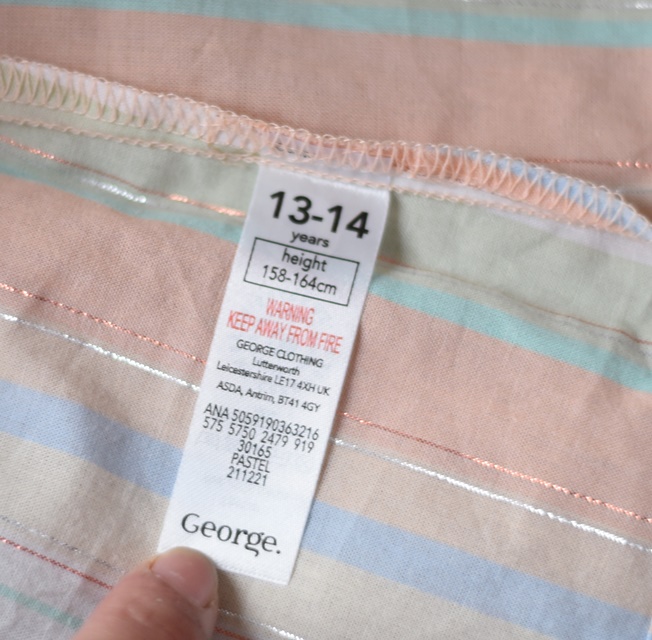 13-14
years
height
158-164cm
WARNING
KEEP AWAY FROM FIRE
GEORGE CLOTHING
Lutterworth
Leicestershire LE17 4XH UK
ASDA, Antrim, BT41 4GY
ANA 5059190363216
575 5750 2479 919
30165
PASTEL
211221
George.